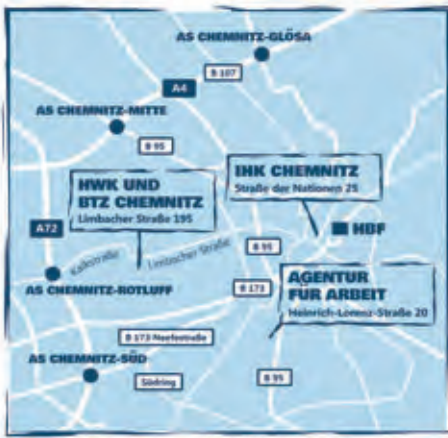 AS CHEMNITZ-GLÖSA
B 107
A4
AS CHEMNITZ-MITTE
B 95
HWK UND
BTZ CHEMNITZ
Limbacher Straße 195
IHK CHEMNITZ
Straße der Nationen 25
A72
HBF
Kalkstraße
Limbacher Straße
B 95
AS CHEMNITZ-ROTLUFF
B 173
AGENTUR
FÜR ARBEIT
Heinrich-Lorenz-Straße 20
B 173 Neefestraße
AS CHEMNITZ-SÜD
Südring
B 95